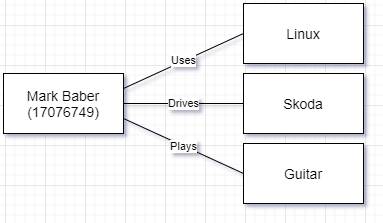 Mark Baber
(17076749)
Uses
Linux
Drives
Skoda
Plays
Guitar